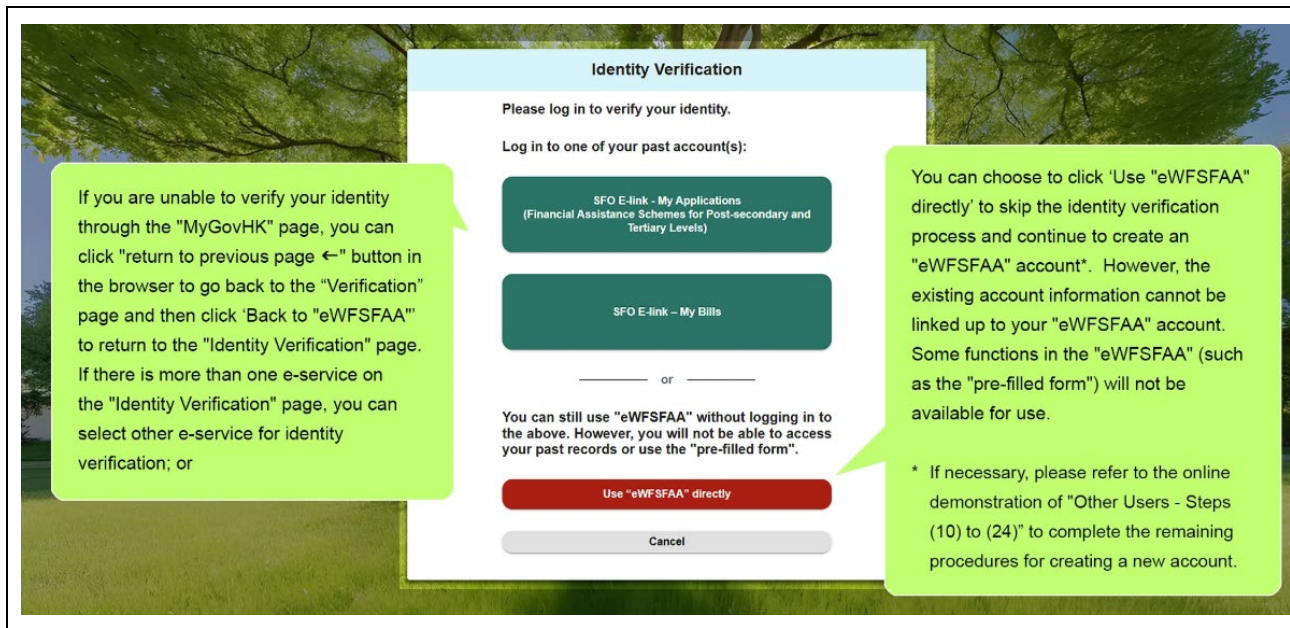 Identity Verification
Please log in to verify your identity.
Log in to one of your past account(s):
SFO E-link - My Applications
(Financial Assistance Schemes for Post-secondary and
Tertiary Levels)
SFO E-link – My Bills
or
You can still use "eWFSFAA" without logging in to
the above. However, you will not be able to access
your past records or use the "pre-filled form".
Use “eWFSFAA” directly
Cancel
If you are unable to verify your identity
through the "MyGovHK" page, you can
click "return to previous page ←" button in
the browser to go back to the “Verification”
page and then click ‘Back to "eWFSFAA"’
to return to the "Identity Verification" page.
If there is more than one e-service on
the "Identity Verification" page, you can
select other e-service for identity
verification; or
You can choose to click ‘Use "eWFSFAA"
directly’ to skip the identity verification
process and continue to create an
"eWFSFAA" account*. However, the
existing account information cannot be
linked up to your "eWFSFAA" account.
Some functions in the "eWFSFAA" (such
as the "pre-filled form") will not be
available for use.
* If necessary, please refer to the online
demonstration of "Other Users - Steps
(10) to (24)” to complete the remaining
procedures for creating a new account.